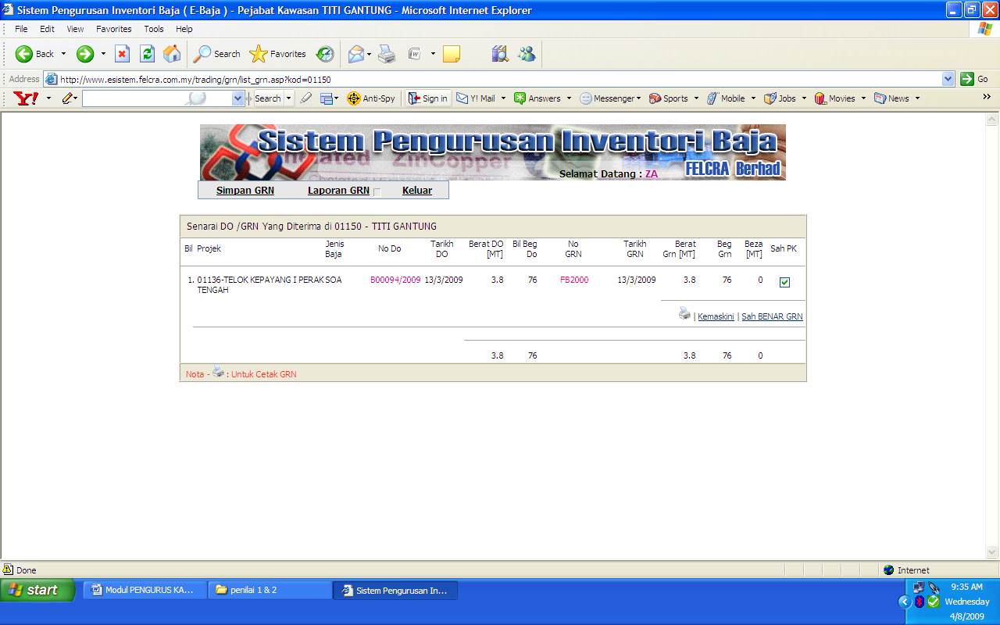 Sistem Pengurusan Inventori Baja ( E-Baja ) - Pejabat Kawasan TITI GANTUNG - Microsoft Internet Explorer
File Edit View Favorites Tools Help
Back Search Favorites
Address http://www.esistem.felcra.com.my/trading/grn/list_grn.asp?kod=01150 Go
Y! Search Anti-Spy Sign in Y! Mail Answers Messenger Sports Mobile Jobs Movies News
Sistem Pengurusan Inventori Baja
ZinCopper
Selamat Datang : ZA FELCRA Berhad
Simpan GRN Laporan GRN Keluar
Senarai DO /GRN Yang Diterima di 01150 - TITI GANTUNG
Bil Projek Jenis Baja No Do Tarikh DO Berat DO [MT] Bil Beg Do No GRN Tarikh GRN Berat Grn [MT] Beg Grn Beza [MT] Sah PK
1. 01136-TELOK KEPAYANG I PERAK SOA B00094/2009 13/3/2009 3.8 76 FB2000 13/3/2009 3.8 76 0
TENGAH
| Kemaskini | Sah BENAR GRN
3.8 76 3.8 76 0
Nota - : Untuk Cetak GRN
Done Internet
start Modul PENGURUS KA... penilai 1 & 2 Sistem Pengurusan In... 9:35 AM
Wednesday
4/8/2009